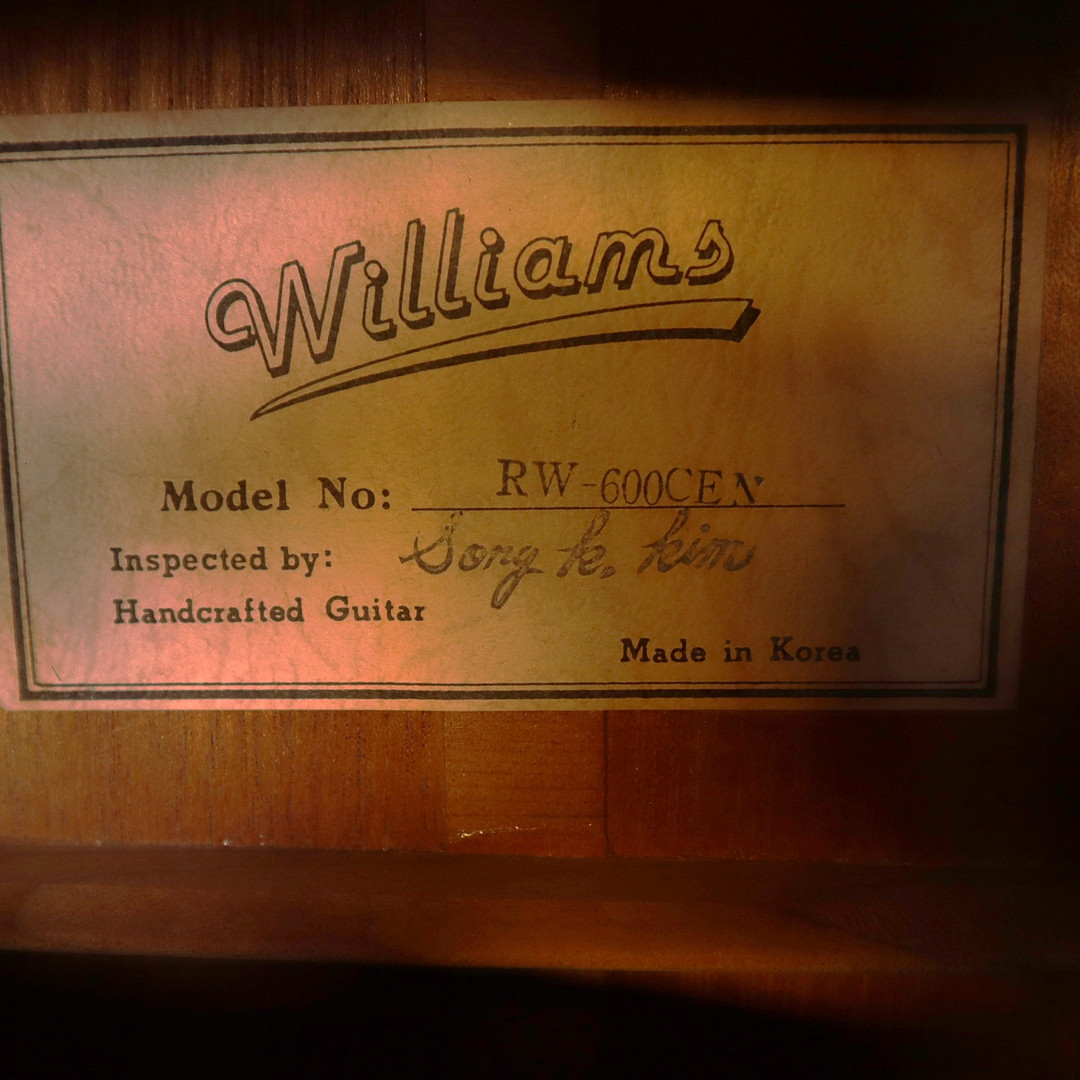 Williams
Model No: RW-600CEN
Inspected by: Song k. kim
Handcrafted Guitar
Made in Korea